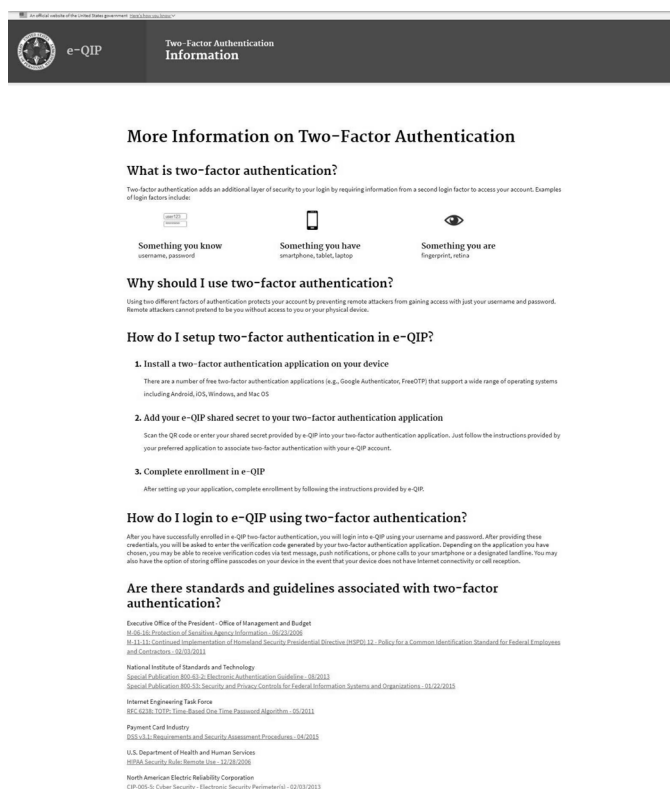 An official website of the United States government Here's how you know
e-QIP
Two-Factor Authentication
Information
More Information on Two-Factor Authentication
What is two-factor authentication?
Two-factor authentication adds an additional layer of security to your login by requiring information from a second login factor to access your account. Examples
of login factors include:
Something you know
username, password
Something you have
smartphone, tablet, laptop
Something you are
fingerprint, retina
Why should I use two-factor authentication?
Using two different factors of authentication protects your account by preventing remote attackers from gaining access with just your username and password.
Remote attackers cannot pretend to be you without access to you or your physical device.
How do I setup two-factor authentication in e-QIP?
1. Install a two-factor authentication application on your device
There are a number of free two-factor authentication applications (e.g., Google Authenticator, FreeOTP) that support a wide range of operating systems
including Android, iOS, Windows, and Mac OS
2. Add your e-QIP shared secret to your two-factor authentication application
Scan the QR code or enter your shared secret provided by e-QIP into your two-factor authentication application. Just follow the instructions provided by
your preferred application to associate two-factor authentication with your e-QIP account.
3. Complete enrollment in e-QIP
After setting up your application, complete enrollment by following the instructions provided by e-QIP.
How do I login to e-QIP using two-factor authentication?
After you have successfully enrolled in e-QIP two-factor authentication, you will login into e-QIP using your username and password. After providing these
credentials, you will be asked to enter the verification code generated by your two-factor authentication application. Depending on the application you have
chosen, you may be able to receive verification codes via text message, push notifications, or phone calls to your smartphone or a designated landline. You may
also have the option of storing offline passcodes on your device in the event that your device does not have Internet connectivity or cell reception.
Are there standards and guidelines associated with two-factor
authentication?
Executive Office of the President - Office of Management and Budget
M-06-16: Protection of Sensitive Agency Information - 06/23/2006
M-11-11: Continued Implementation of Homeland Security Presidential Directive (HSPD) 12 - Policy for a Common Identification Standard for Federal Employees
and Contractors - 02/03/2011
National Institute of Standards and Technology
Special Publication 800-63-2: Electronic Authentication Guideline - 08/2013
Special Publication 800-53: Security and Privacy Controls for Federal Information Systems and Organizations - 01/22/2015
Internet Engineering Task Force
RFC 6238: TOTP: Time-Based One Time Password Algorithm - 05/2011
Payment Card Industry
DSS v3.1: Requirements and Security Assessment Procedures - 04/2015
U.S. Department of Health and Human Services
HIPAA Security Rule: Remote Use - 12/28/2006
North American Electric Reliability Corporation
CIP-005-5: Cyber Security - Electronic Security Perimeter(s) - 02/03/2013